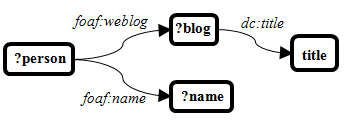 foaf:weblog
?blog
dc:title
?person
title
foaf:name
?name